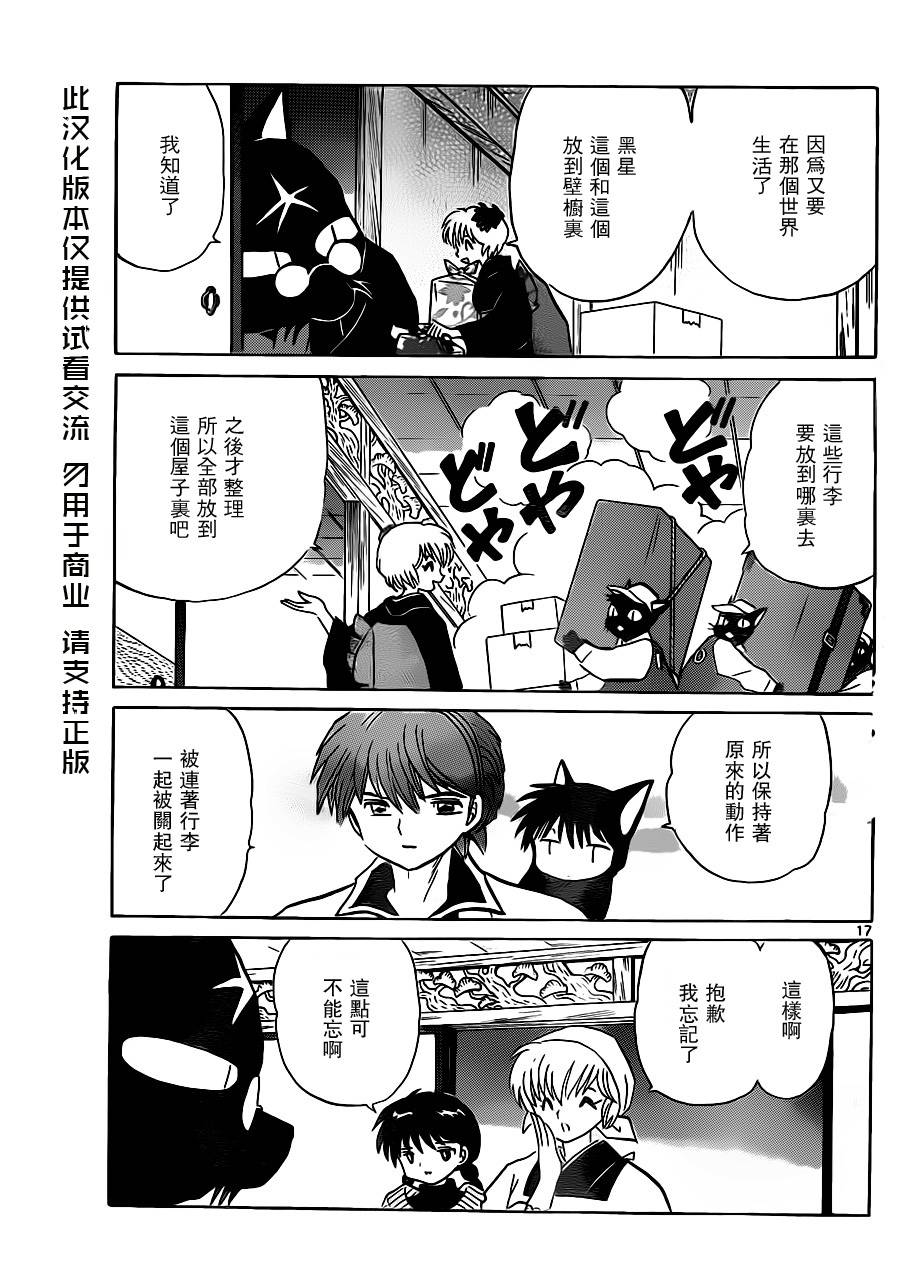 因爲又要
在那個世界
生活了
黑星
這個和這個
放到壁櫥裏
我知道了
這些行李
要放到哪裏去
どや
どや
どや
之後才整理
所以全部放到
這個屋子裏吧
所以保持著
原來的動作
被連著行李
一起被關起來了
17
這樣啊
抱歉
我忘記了
這點可
不能忘啊
此汉化版本仅提供试看交流 勿用于商业 请支持正版